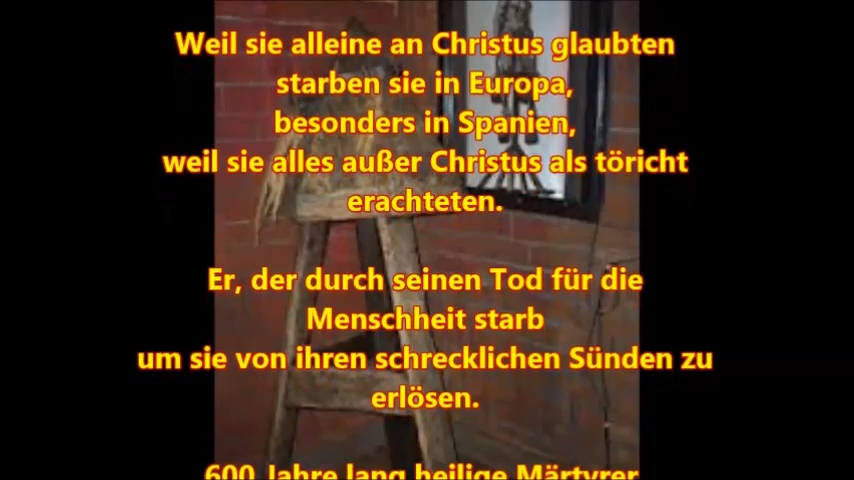 Weil sie alleine an Christus glaubten
starben sie in Europa,
besonders in Spanien,
weil sie alles außer Christus als töricht
erachteten.
Er, der durch seinen Tod für die
Menschheit starb
um sie von ihren schrecklichen Sünden zu
erlösen.
600 Jahre lang heilige Märtyrer